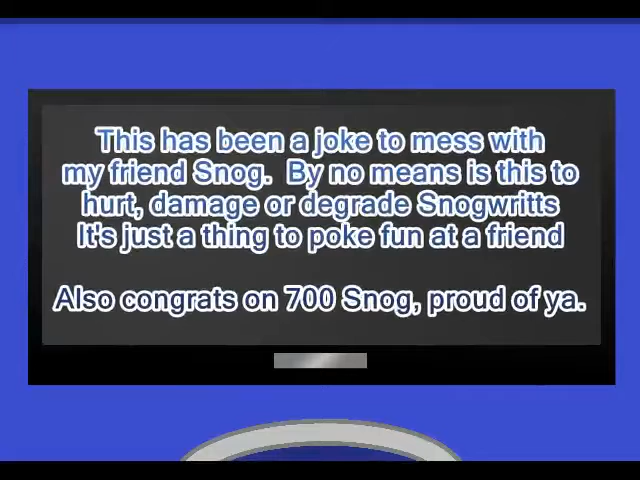 This has been a joke to mess with
my friend Snog.  By no means is this to
hurt, damage or degrade Snogwritts
It's just a thing to poke fun at a friend
Also congrats on 700 Snog, proud of ya.